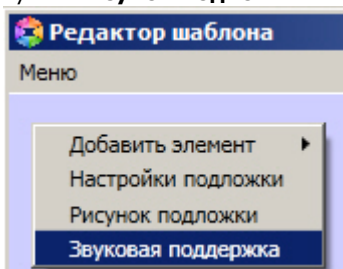 Редактор шаблона
Меню
Добавить элемент
Настройки подложки
Рисунок подложки
Звуковая поддержка